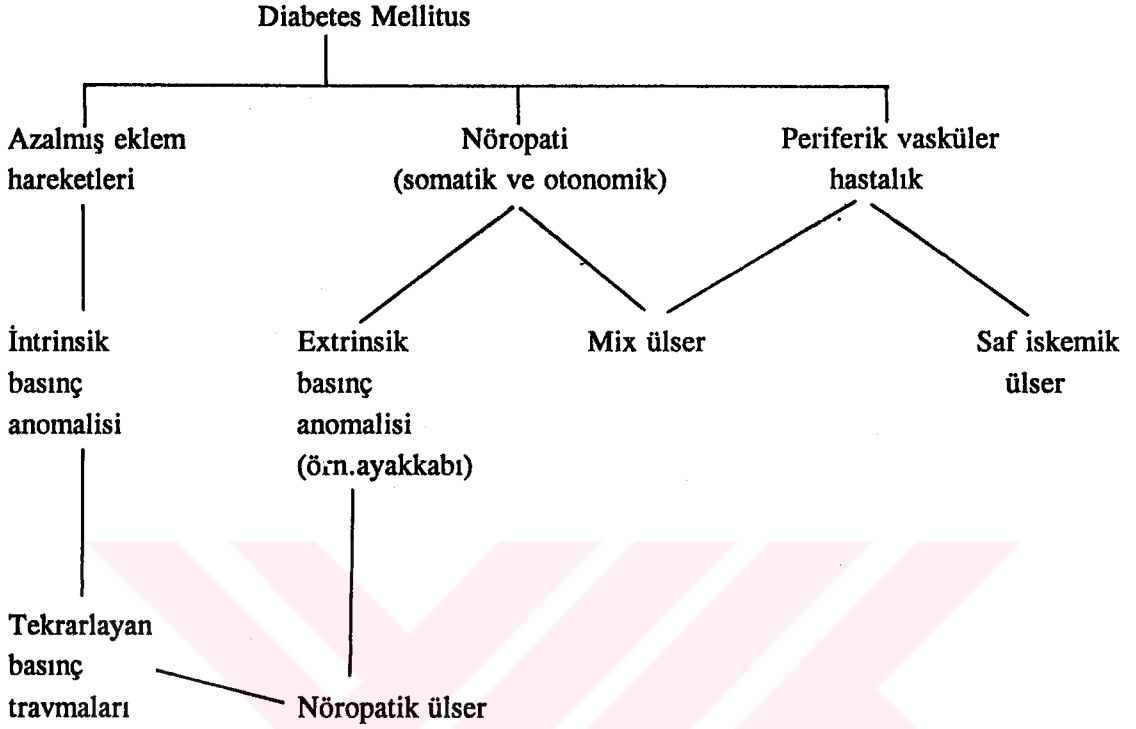 Diabetes Mellitus
Azalmış eklem
hareketleri
Nöropati
(somatik ve otonomik)
Periferik vasküler
hastalık
İntrinsik
basınç
anomalisi
Extrinsik
basınç
anomalisi
(örn.ayakkabı)
Mix ülser
Saf iskemik
ülser
Tekrarlayan
basınç
travmaları
Nöropatik ülser